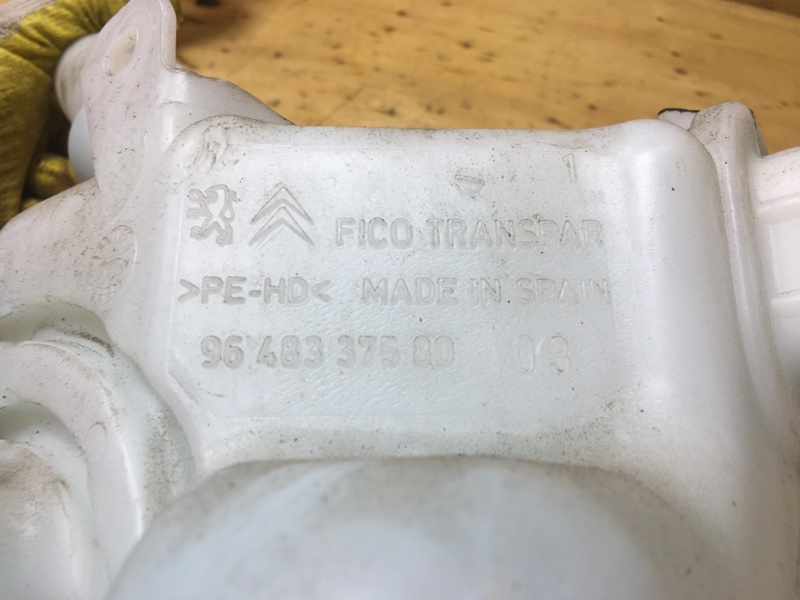 1
FICO TRANSPAR
>PE-HD< MADE IN SPAIN
96 483 375 80 03